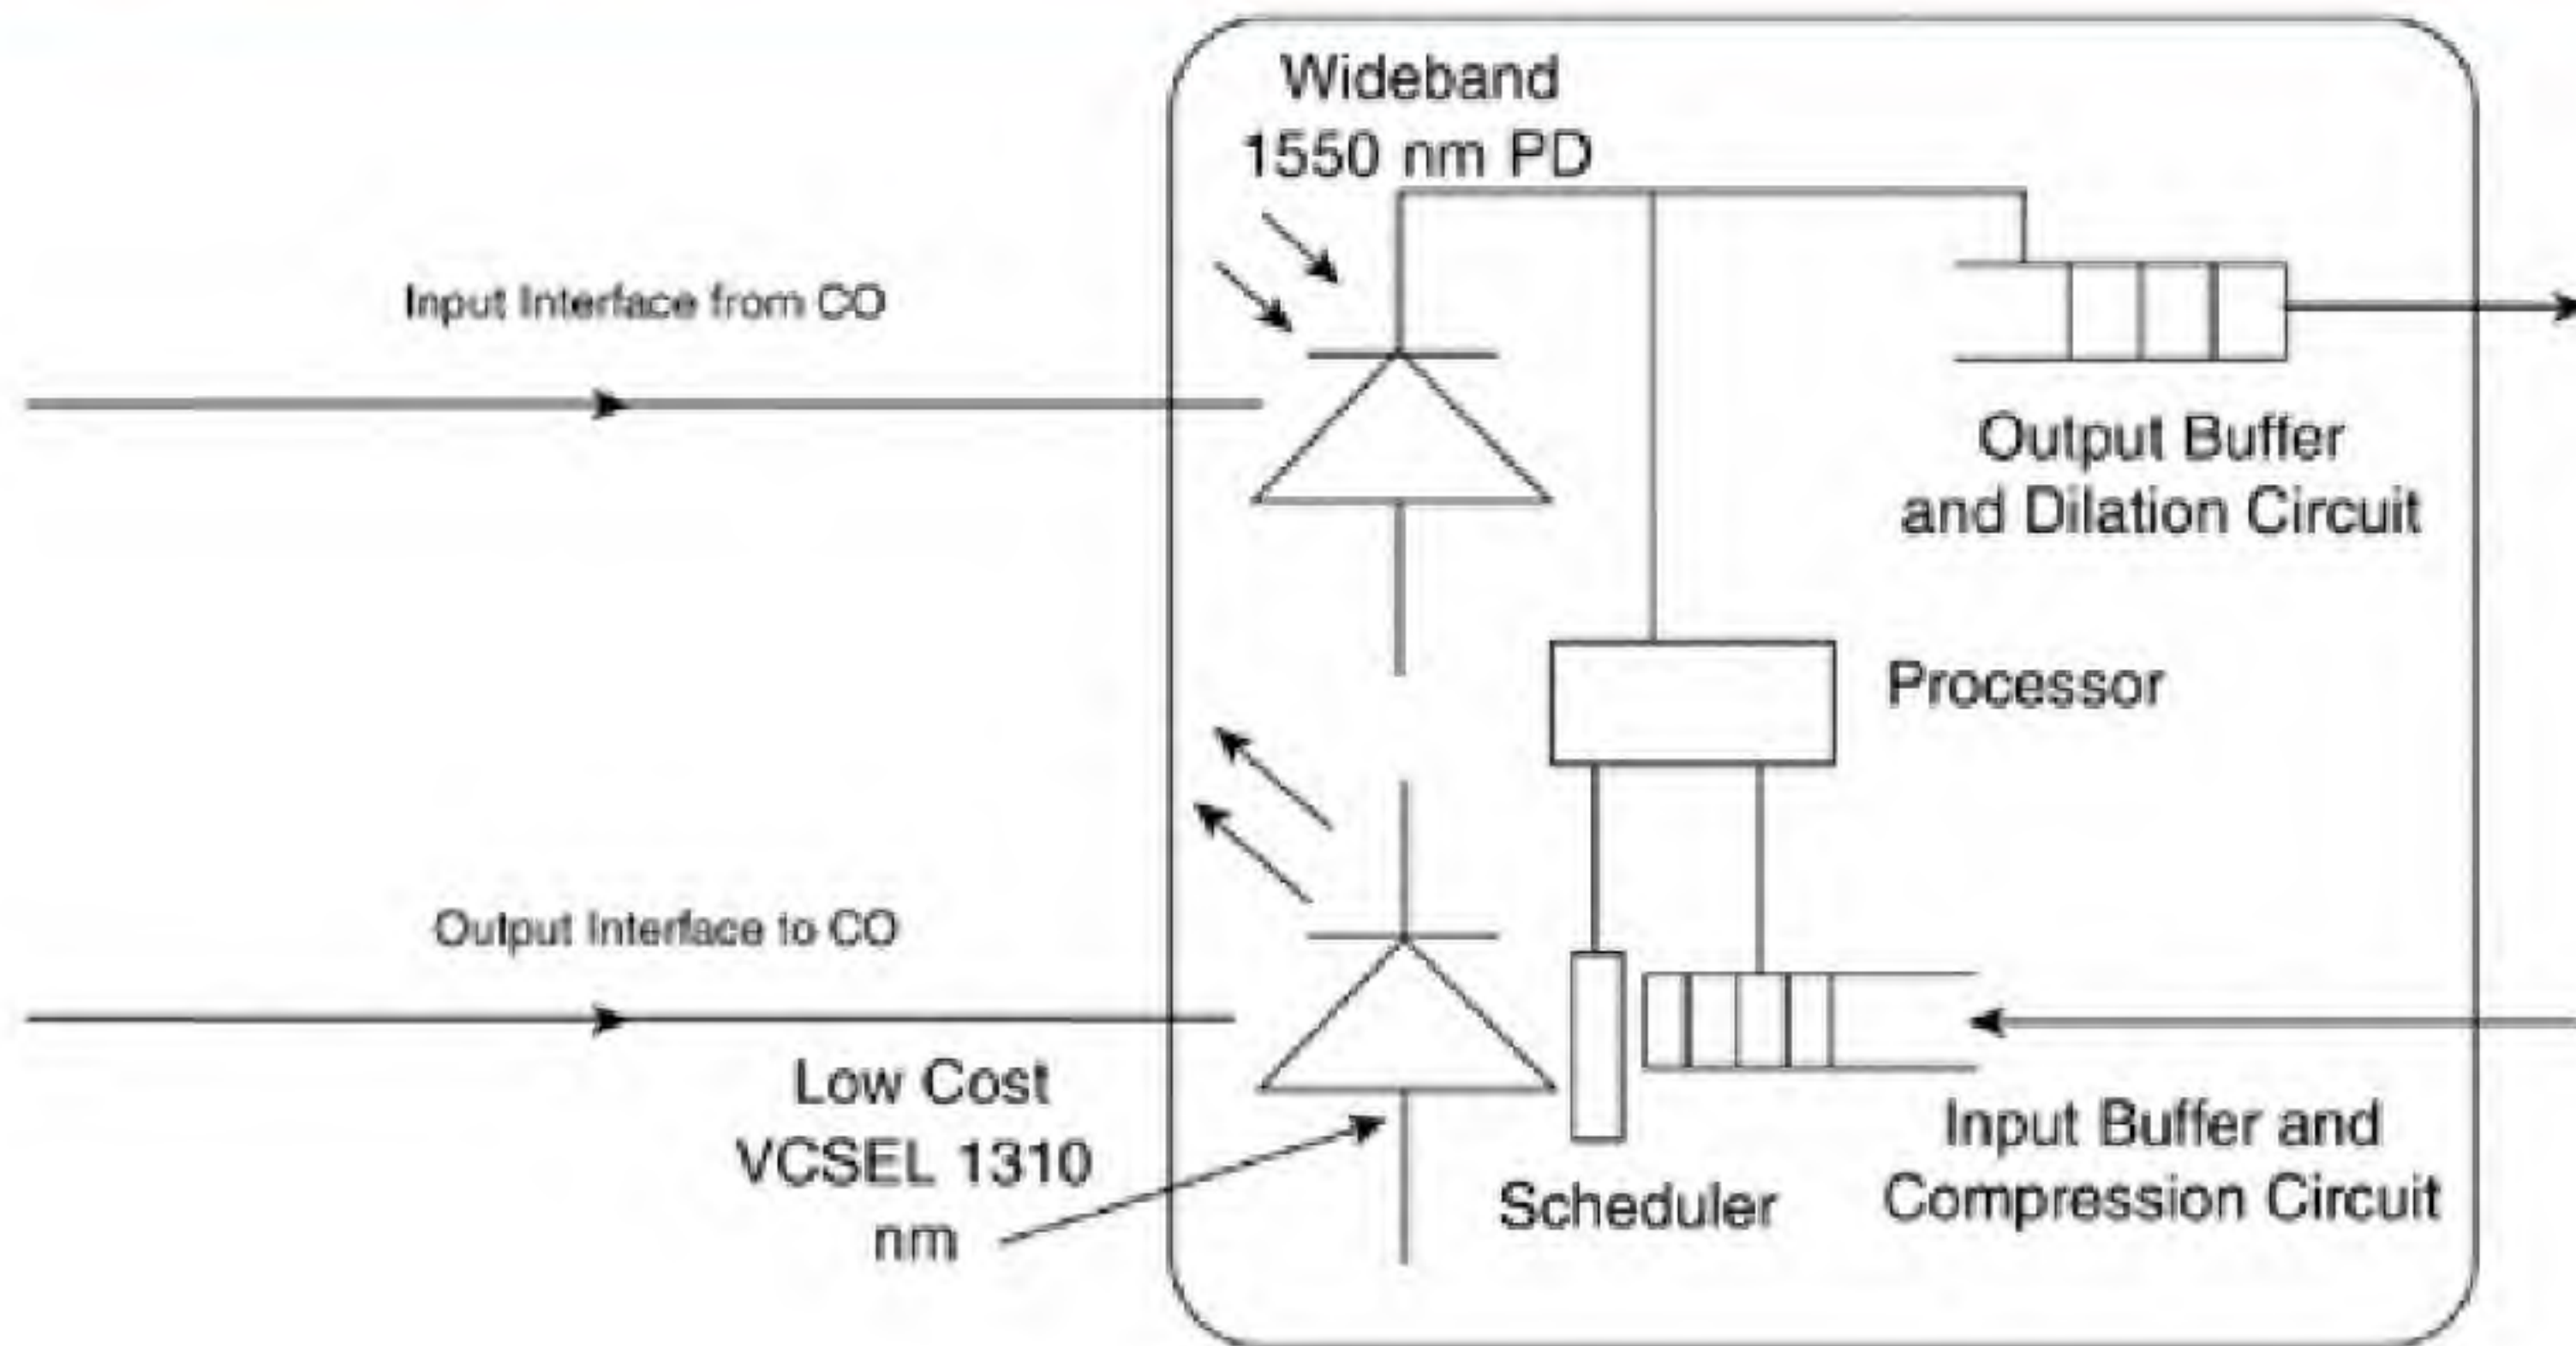 Wideband
1550 nm PD
Input Interface from CO
Output Buffer
and Dilation Circuit
Processor
Output Interface to CO
Low Cost
VCSEL 1310
nm
Scheduler
Input Buffer and
Compression Circuit